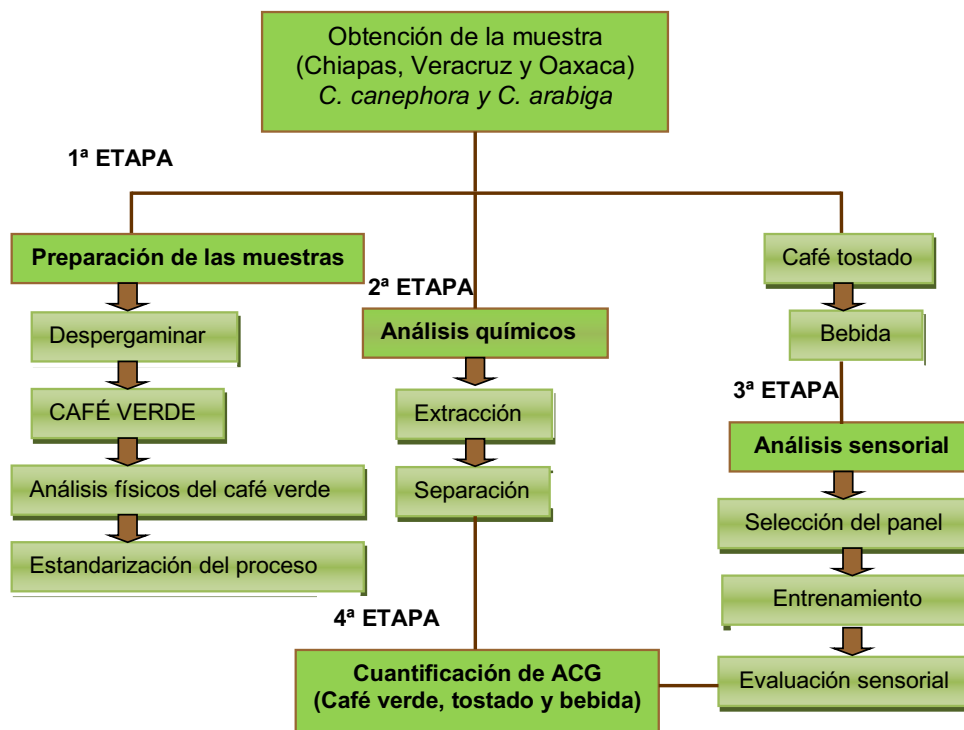 Obtención de la muestra
(Chiapas, Veracruz y Oaxaca)
C. canephora y C. arabiga
1ª ETAPA
Preparación de las muestras
Despergaminar
CAFÉ VERDE
Análisis físicos del café verde
Estandarización del proceso
2ª ETAPA
Análisis químicos
Extracción
Separación
Café tostado
Bebida
3ª ETAPA
Análisis sensorial
Selección del panel
Entrenamiento
Evaluación sensorial
4ª ETAPA
Cuantificación de ACG
(Café verde, tostado y bebida)